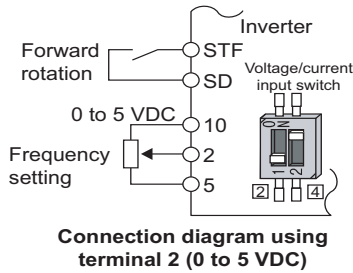 Inverter
Forward
rotation
STF
SD
Voltage/current
input switch
0 to 5 VDC
10
Frequency
setting
2
5
ON
1 2
2 4
Connection diagram using
terminal 2 (0 to 5 VDC)